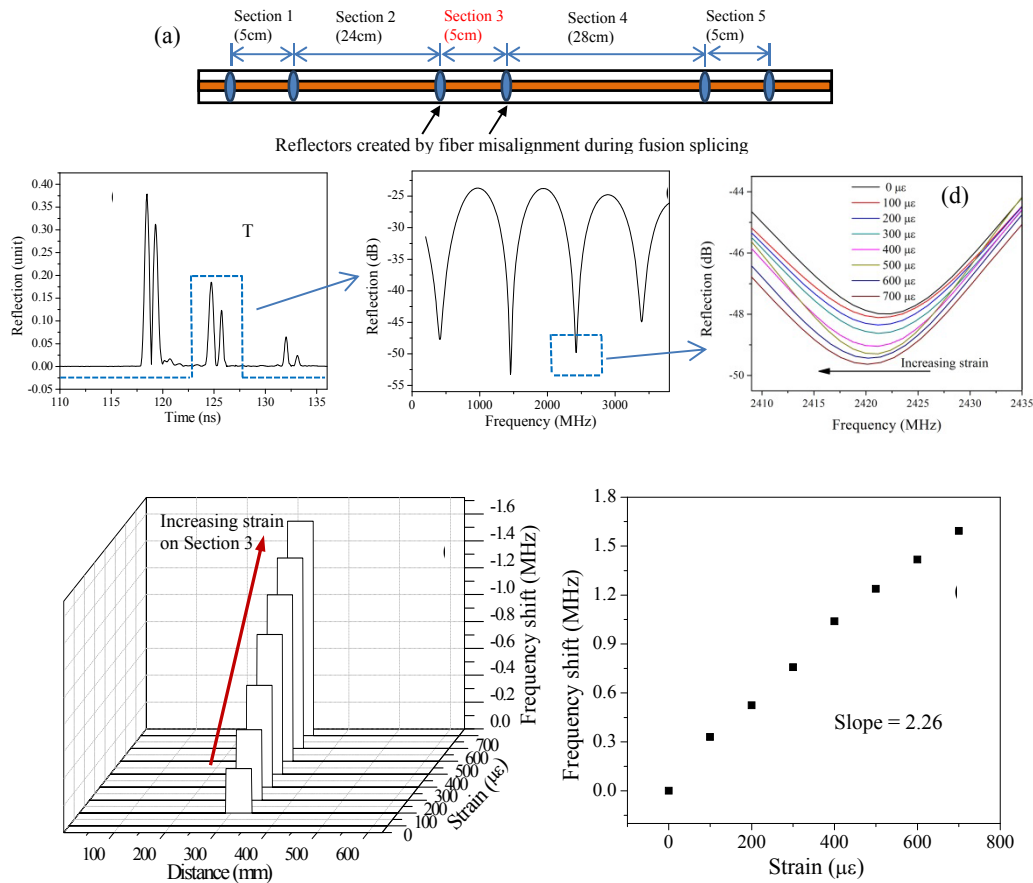 (a)
Section 1
(5cm)
Section 2
(24cm)
Section 3
(5cm)
Section 4
(28cm)
Section 5
(5cm)
Reflectors created by fiber misalignment during fusion splicing
0.40
0.35
0.30
0.25
0.20
0.15
0.10
0.05
0.00
-0.05
Reflection (unit)
T
110 115 120 125 130 135
Time (ns)
-25
-30
-35
-40
-45
-50
-55
Reflection (dB)
0 1000 2000 3000
Frequency (MHz)
-44
-46
-48
-50
Reflection (dB)
(d)
0 με
100 με
200 με
300 με
400 με
500 με
600 με
700 με
Increasing strain
2410 2415 2420 2425 2430 2435
Frequency (MHz)
Increasing strain
on Section 3
-1.6
-1.4
-1.2
-1.0
-0.8
-0.6
-0.4
-0.2
0.0
Frequency shift (MHz)
700
600
500
400
300
200
100
0
Strain (με)
100 200 300 400 500 600
Distance (mm)
1.8
1.5
1.2
0.9
0.6
0.3
0.0
Frequency shift (MHz)
Slope = 2.26
0 200 400 600 800
Strain (με)